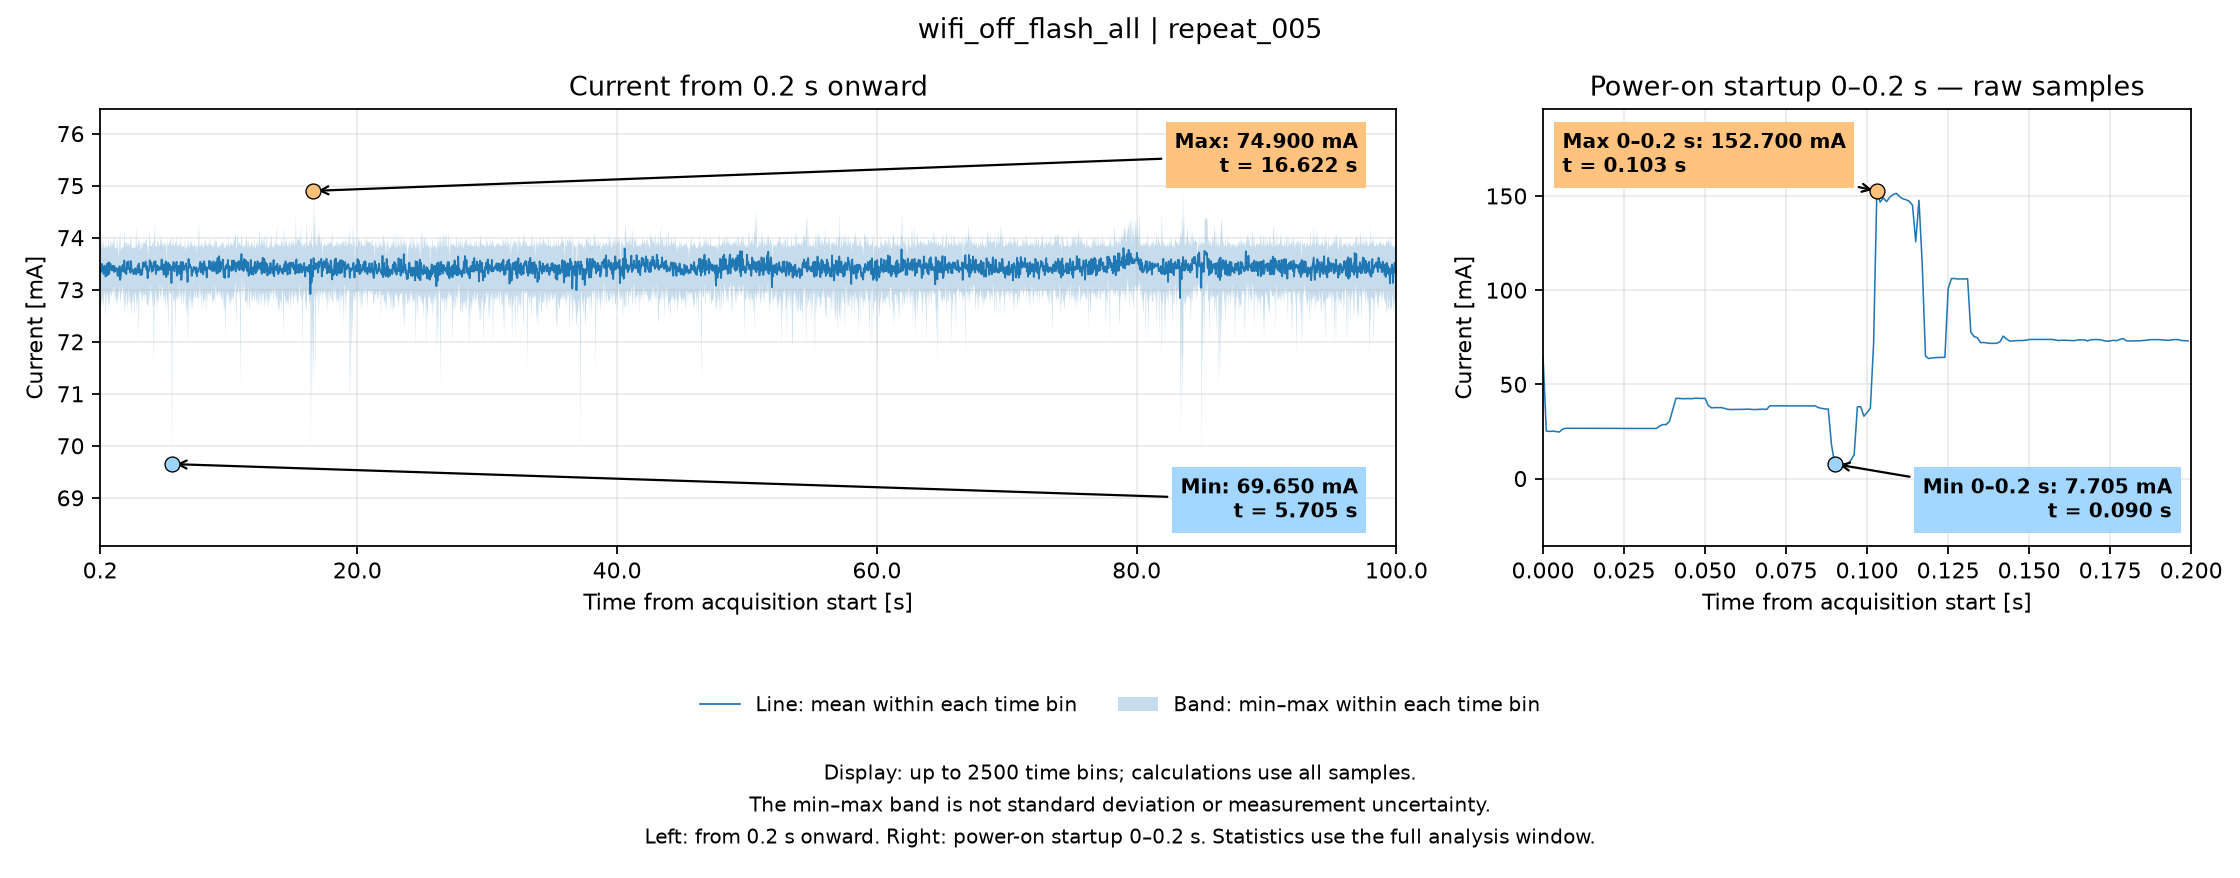 wifi_off_flash_all | repeat_005
Current from 0.2 s onward
Current [mA]
76
75
74
73
72
71
70
69
Max: 74.900 mA
t = 16.622 s
Min: 69.650 mA
t = 5.705 s
0.2
20.0
40.0
60.0
80.0
100.0
Time from acquisition start [s]
Power-on startup 0–0.2 s — raw samples
Current [mA]
150
100
50
0
Max 0–0.2 s: 152.700 mA
t = 0.103 s
Min 0–0.2 s: 7.705 mA
t = 0.090 s
0.000
0.025
0.050
0.075
0.100
0.125
0.150
0.175
0.200
Time from acquisition start [s]
Line: mean within each time bin
Band: min–max within each time bin
Display: up to 2500 time bins; calculations use all samples.
The min–max band is not standard deviation or measurement uncertainty.
Left: from 0.2 s onward. Right: power-on startup 0–0.2 s. Statistics use the full analysis window.